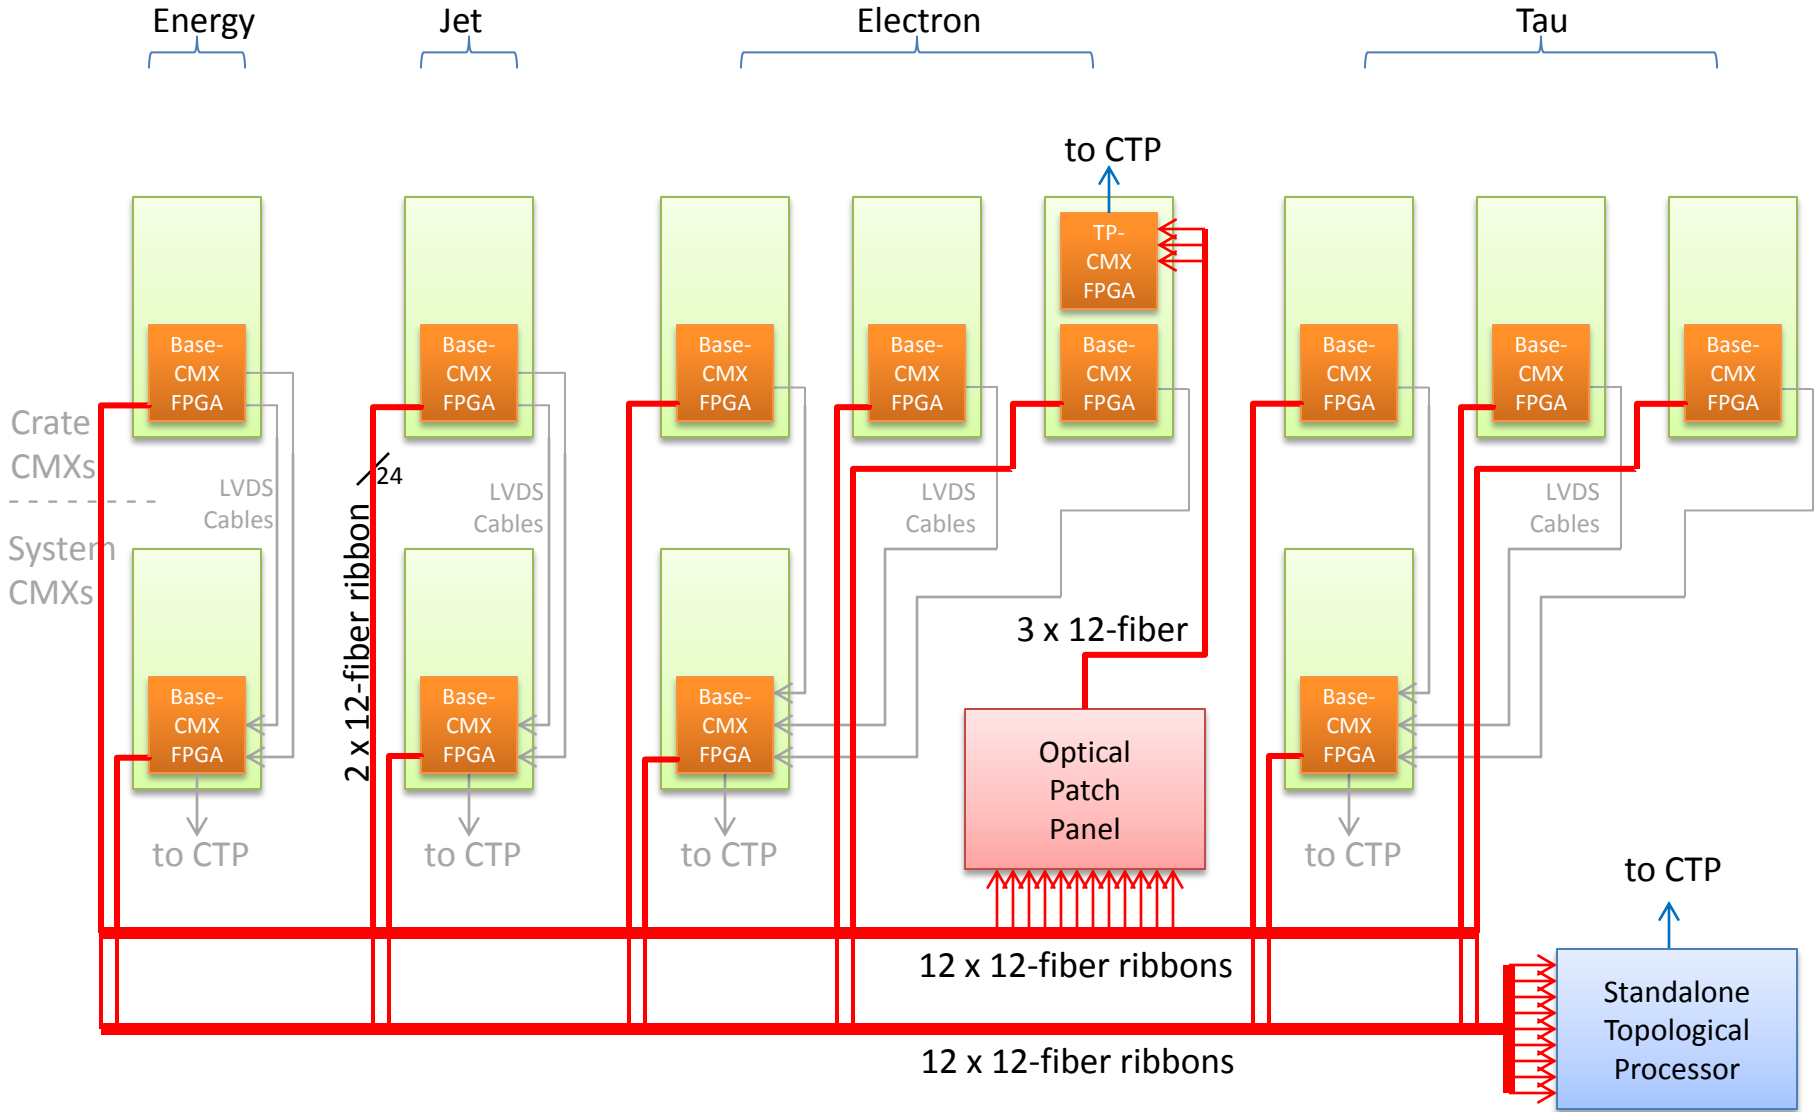 Energy
Jet
Electron
Tau
to CTP
TP-
CMX
FPGA
Base-
CMX
FPGA
Base-
CMX
FPGA
Base-
CMX
FPGA
Base-
CMX
FPGA
Base-
CMX
FPGA
Base-
CMX
FPGA
Base-
CMX
FPGA
Base-
CMX
FPGA
Crate
CMXs
System
CMXs
24
LVDS
Cables
LVDS
Cables
LVDS
Cables
LVDS
Cables
2 x 12-fiber ribbon
3 x 12-fiber
Base-
CMX
FPGA
Base-
CMX
FPGA
Base-
CMX
FPGA
Base-
CMX
FPGA
Optical
Patch
Panel
to CTP
to CTP
to CTP
to CTP
to CTP
12 x 12-fiber ribbons
12 x 12-fiber ribbons
Standalone
Topological
Processor